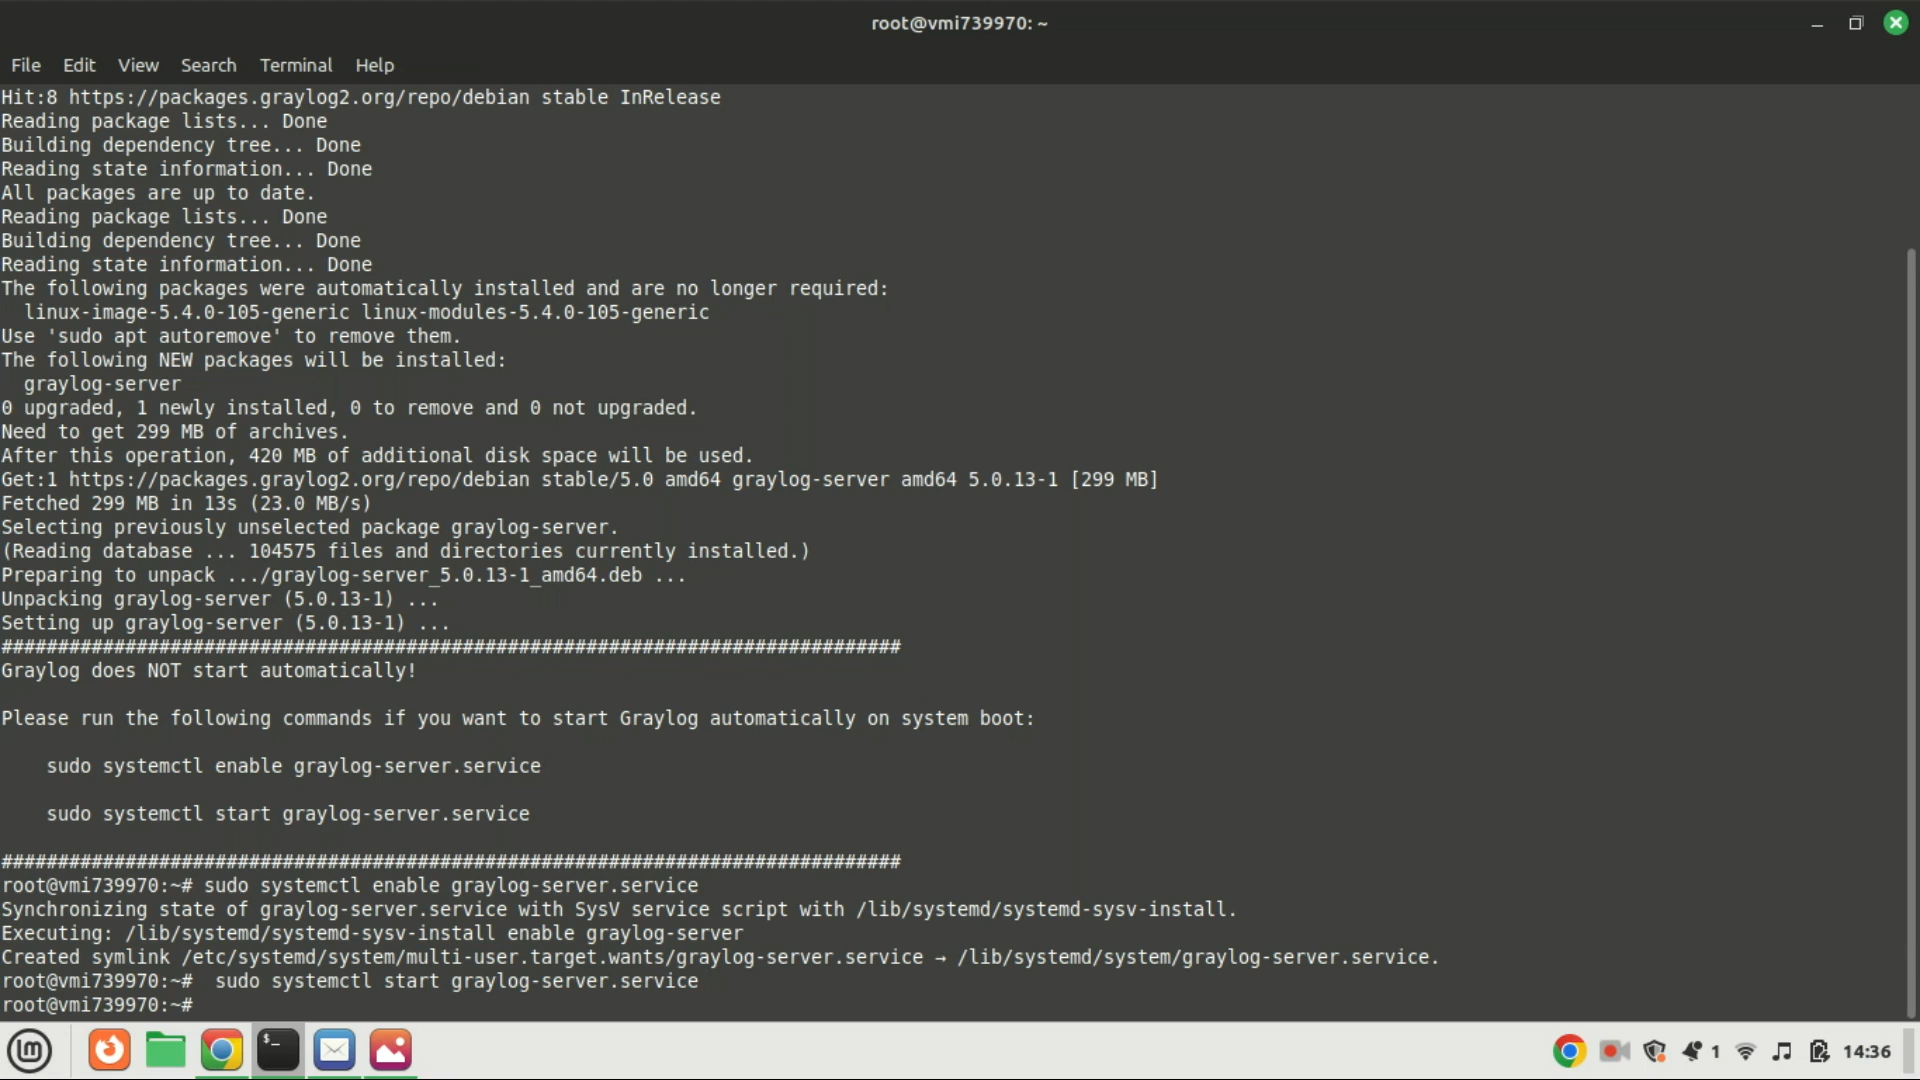 root@vmi739970: ~
File Edit View Search Terminal Help
Hit:8 https://packages.graylog2.org/repo/debian stable InRelease
Reading package lists... Done
Building dependency tree... Done
Reading state information... Done
All packages are up to date.
Reading package lists... Done
Building dependency tree... Done
Reading state information... Done
The following packages were automatically installed and are no longer required:
  linux-image-5.4.0-105-generic linux-modules-5.4.0-105-generic
Use 'sudo apt autoremove' to remove them.
The following NEW packages will be installed:
  graylog-server
0 upgraded, 1 newly installed, 0 to remove and 0 not upgraded.
Need to get 299 MB of archives.
After this operation, 420 MB of additional disk space will be used.
Get:1 https://packages.graylog2.org/repo/debian stable/5.0 amd64 graylog-server amd64 5.0.13-1 [299 MB]
Fetched 299 MB in 13s (23.0 MB/s)
Selecting previously unselected package graylog-server.
(Reading database ... 104575 files and directories currently installed.)
Preparing to unpack .../graylog-server_5.0.13-1_amd64.deb ...
Unpacking graylog-server (5.0.13-1) ...
Setting up graylog-server (5.0.13-1) ...
################################################################################
Graylog does NOT start automatically!
Please run the following commands if you want to start Graylog automatically on system boot:
    sudo systemctl enable graylog-server.service
    sudo systemctl start graylog-server.service
################################################################################
root@vmi739970:~# sudo systemctl enable graylog-server.service
Synchronizing state of graylog-server.service with SysV service script with /lib/systemd/systemd-sysv-install.
Executing: /lib/systemd/systemd-sysv-install enable graylog-server
Created symlink /etc/systemd/system/multi-user.target.wants/graylog-server.service → /lib/systemd/system/graylog-server.service.
root@vmi739970:~#  sudo systemctl start graylog-server.service
root@vmi739970:~#
$_
1
14:36